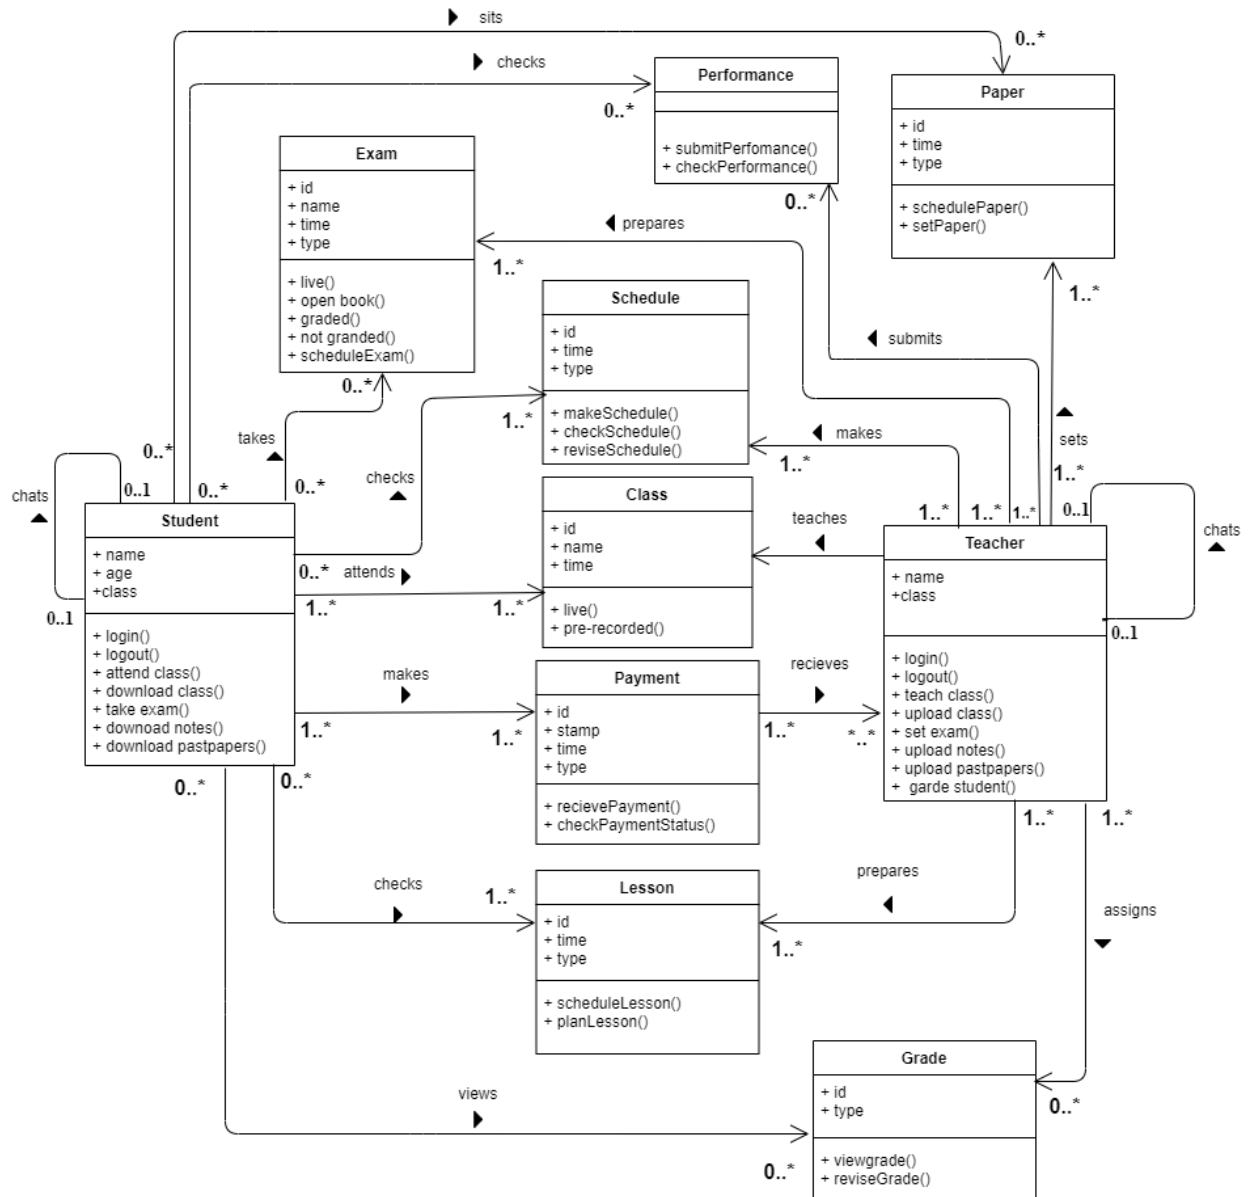 sits
0..*
checks
Performance
0..*
+ submitPerfomance()
+ checkPerformance()
0..*
Paper
+ id
+ time
+ type
+ schedulePaper()
+ setPaper()
1..*
Exam
+ id
+ name
+ time
+ type
+ live()
+ open book()
+ graded()
+ not granded()
+ scheduleExam()
0..*
prepares
1..*
Schedule
+ id
+ time
+ type
+ makeSchedule()
+ checkSchedule()
+ reviseSchedule()
1..*
submits
makes
1..*
sets
1..*
takes
0..*
0..*
0..*
checks
chats
0..1
0..1
Student
+ name
+ age
+class
+ login()
+ logout()
+ attend class()
+ download class()
+ take exam()
+ downoad notes()
+ download pastpapers()
0..*
attends
1..*
1..*
Class
+ id
+ name
+ time
+ live()
+ pre-recorded()
teaches
1..*
1..*
1..*
0..1
chats
0..1
Teacher
+ name
+class
+ login()
+ logout()
+ teach class()
+ upload class()
+ set exam()
+ upload notes()
+ upload pastpapers()
+ garde student()
makes
1..*
1..*
Payment
+ id
+ stamp
+ time
+ type
+ recievePayment()
+ checkPaymentStatus()
recieves
1..*
*..*
0..*
0..*
1..*
1..*
checks
1..*
Lesson
+ id
+ time
+ type
+ scheduleLesson()
+ planLesson()
prepares
1..*
assigns
views
0..*
Grade
+ id
+ type
+ viewgrade()
+ reviseGrade()
0..*